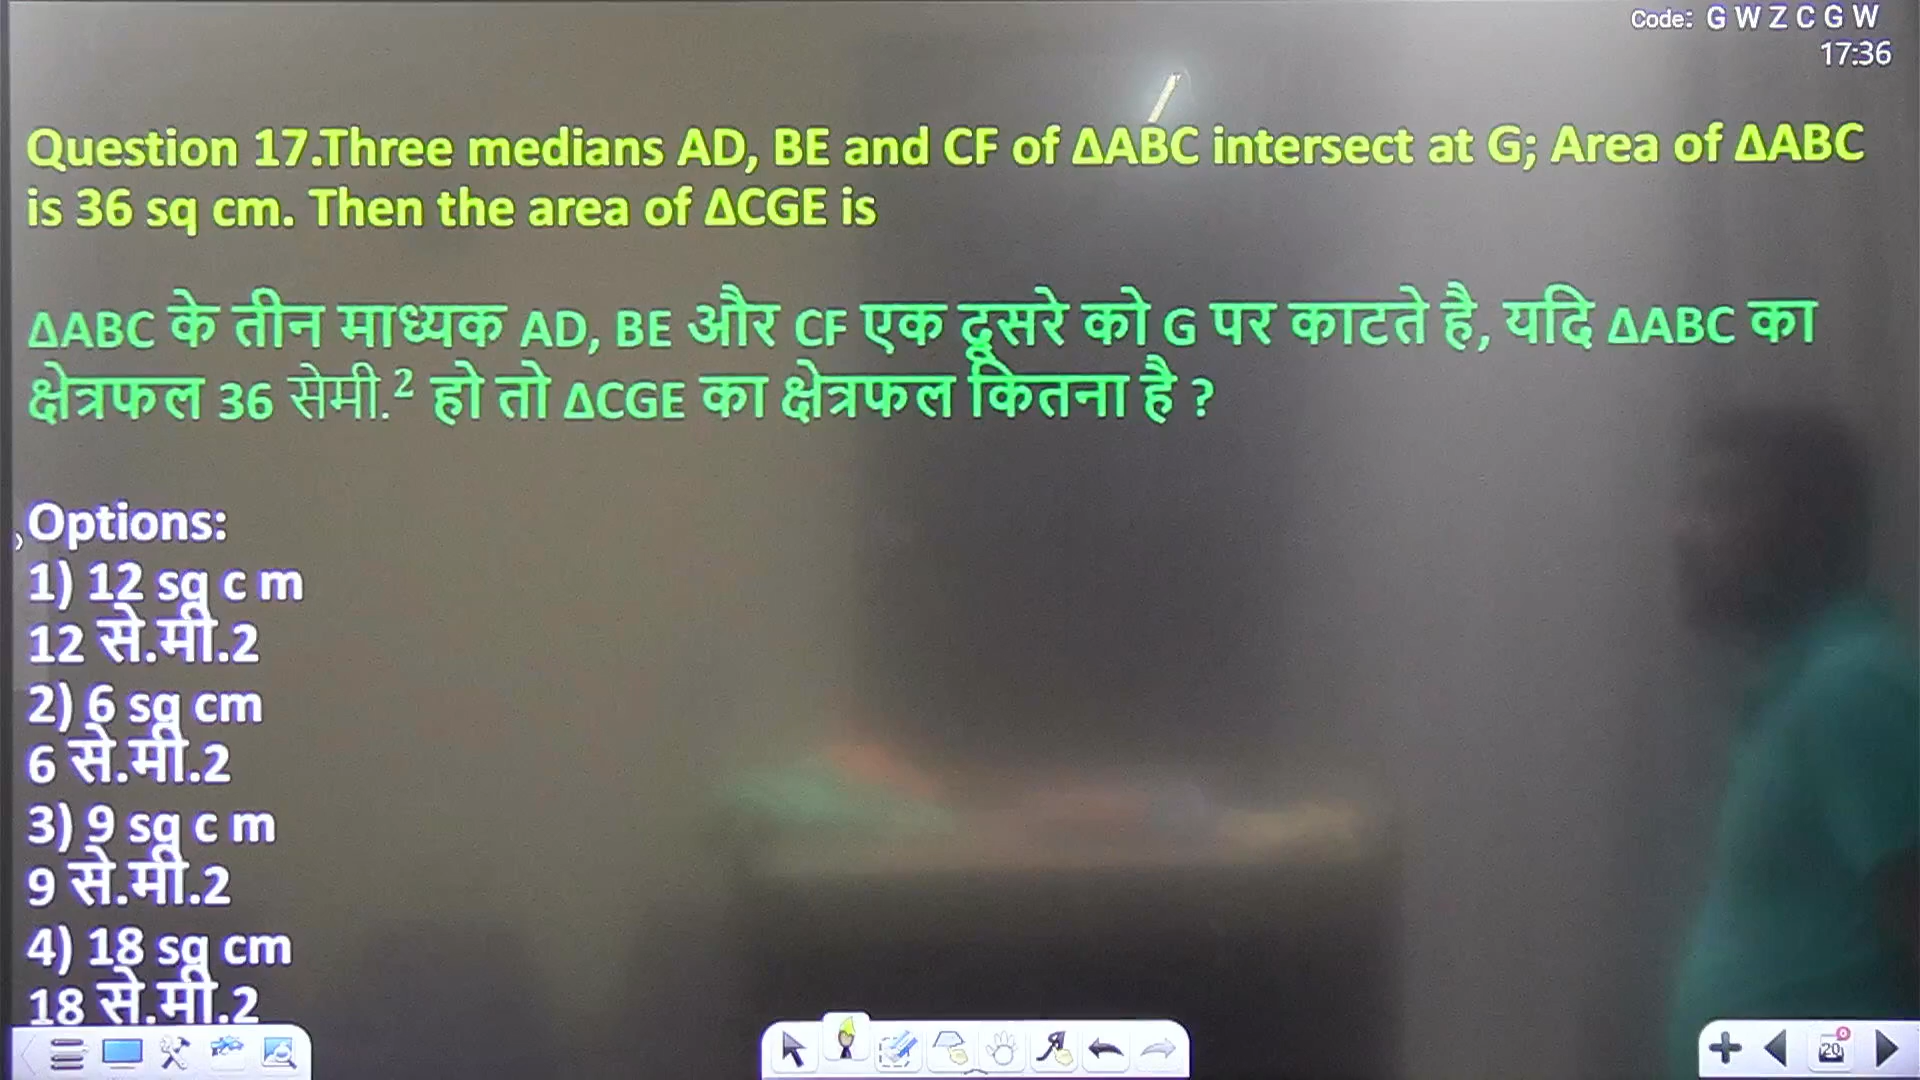 Code: G W Z C G W
17:36
Question 17.Three medians AD, BE and CF of ΔABC intersect at G; Area of ΔABC
is 36 sq cm. Then the area of ΔCGE is
ΔABC के तीन माध्यक AD, BE और CF एक दूसरे को G पर काटते है, यदि ΔABC का
क्षेत्रफल 36 सेमी.² हो तो ΔCGE का क्षेत्रफल कितना है ?
Options:
1) 12 sq c m
12 से.मी.2
2) 6 sq cm
6 से.मी.2
3) 9 sq c m
9 से.मी.2
4) 18 sq cm
18 से.मी.2
20
0